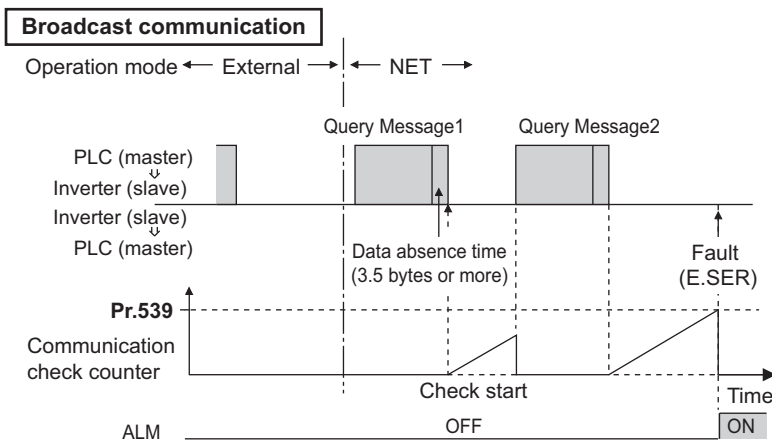 Broadcast communication
Operation mode External NET
Query Message1 Query Message2
PLC (master)
Inverter (slave)
Inverter (slave)
PLC (master)
Data absence time
(3.5 bytes or more)
Fault
(E.SER)
Pr.539
Communication
check counter
Check start
Time
ALM OFF ON